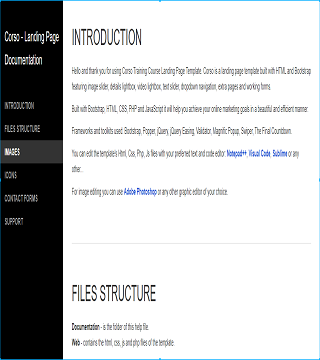 Corso - Landing Page
Documentation
INTRODUCTION
FILES STRUCTURE
IMAGES
ICONS
CONTACT FORMS
SUPPORT
INTRODUCTION
Hello and thank you for using Corso Training Course Landing Page Template. Corso is a landing page template built with HTML and Bootstrap
featuring image slider, details lightbox, video lightbox, text slider, dropdown navigation, extra pages and working forms
Built with Bootstrap, HTML, CSS, PHP and JavaScript it will help you achieve your online marketing goals in a beautiful and efficient manner.
Frameworks and toolkits used: Bootstrap, Popper, jQuery, jQuery Easing, Validator, Magnific Popup, Swiper, The Final Countdown.
You can edit the template's Html, Css, Php, Js files with your preferred text and code editor: Notepad++, Visual Code, Sublime or any
other..
For image editing you can use Adobe Photoshop or any other graphic editor of your choice.
FILES STRUCTURE
Documentation - is the folder of this help file.
Web - contains the html, css, js and php files of the template.